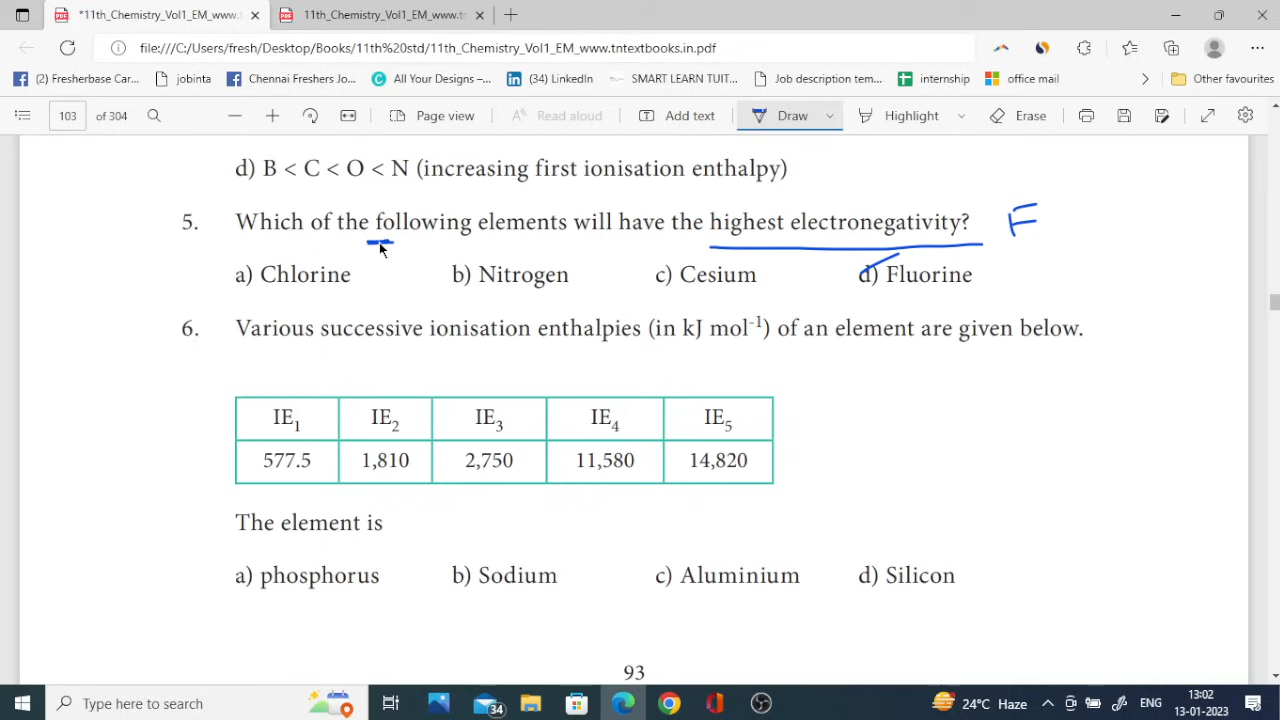 *11th_Chemistry_Vol1_EM_www.t
11th_Chemistry_Vol1_EM_www.tr
file:///C:/Users/fresh/Desktop/Books/11th%20std/11th_Chemistry_Vol1_EM_www.tntextbooks.in.pdf
(2) Fresherbase Car... jobinta Chennai Freshers Jo... All Your Designs –... (34) LinkedIn SMART LEARN TUIT... Job description tem... internship office mail Other favourites
103 of 304 Page view Read aloud Add text Draw Highlight Erase
d) B < C < O < N (increasing first ionisation enthalpy)
5. Which of the following elements will have the highest electronegativity? F
a) Chlorine b) Nitrogen c) Cesium d) Fluorine
6. Various successive ionisation enthalpies (in kJ mol⁻¹) of an element are given below.
IE₁ IE₂ IE₃ IE₄ IE₅
577.5 1,810 2,750 11,580 14,820
The element is
a) phosphorus b) Sodium c) Aluminium d) Silicon
93
Type here to search 34 24°C Haze ENG 13:02
13-01-2023